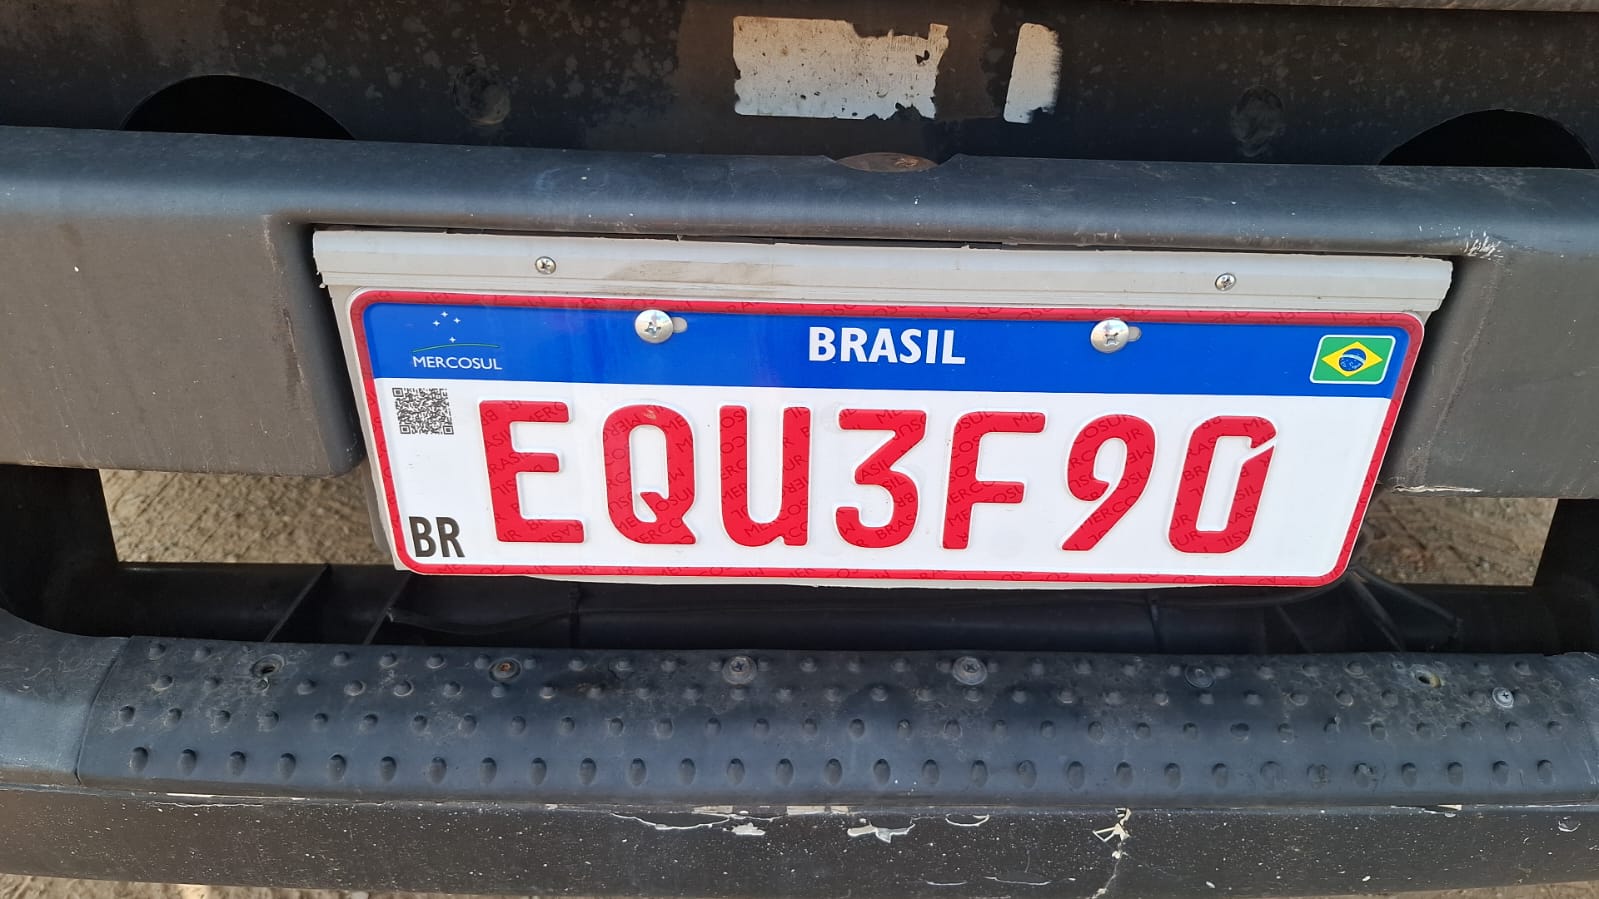 BRASIL
MERCOSUL
EQU3F90
BR